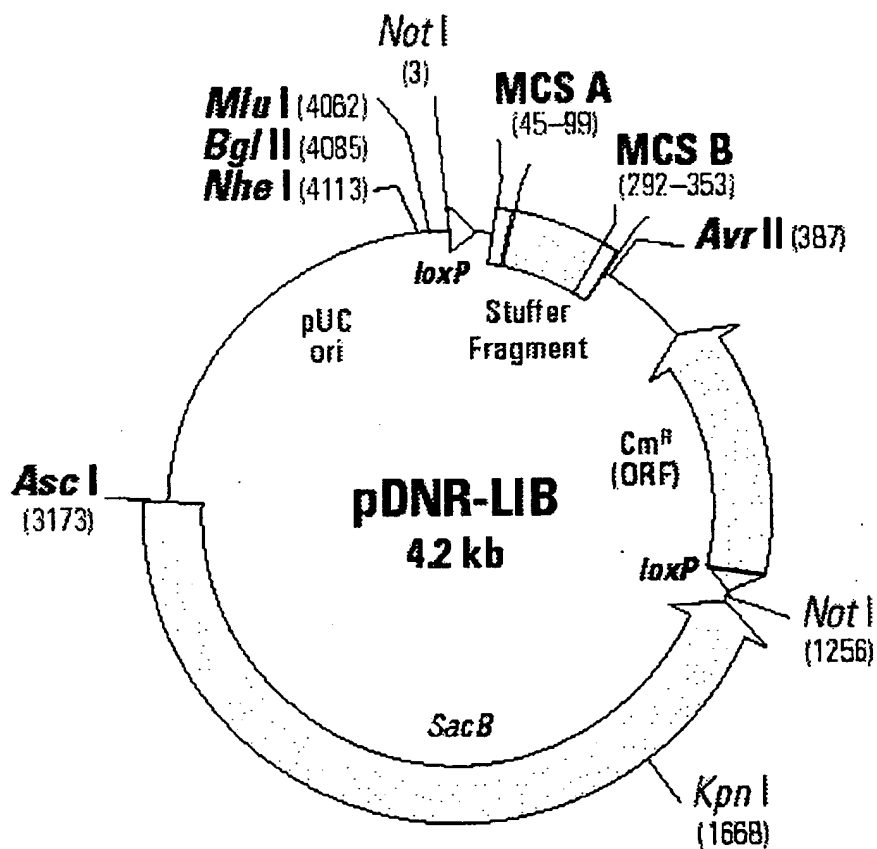 Not I
(3)
MCS A
(45–99)
Mlu I (4062)
Bgl II (4085)
Nhe I (4113)
MCS B
(292–353)
Avr II (387)
loxP
pUC
ori
Stuffer
Fragment
CmR
(ORF)
Asc I
(3173)
pDNR-LIB
4.2 kb
loxP
Not I
(1256)
SacB
Kpn I
(1668)